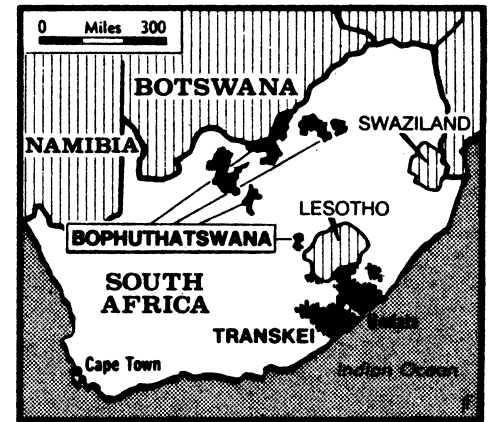 0 Miles 300
BOTSWANA
NAMIBIA
SWAZILAND
LESOTHO
BOPHUTHATSWANA
SOUTH
AFRICA
TRANSKEI
Cape Town
Indian Ocean